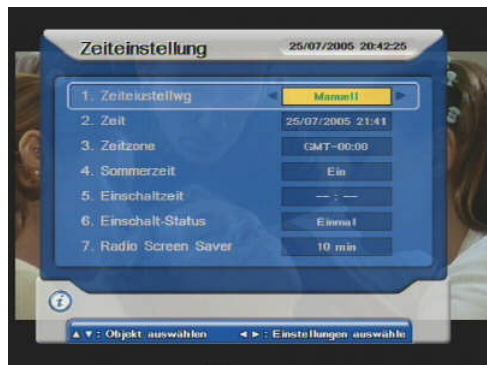 Zeiteinstellung 25/07/2005 20:42:25
1. Zeiteiustellwg Manuell
2. Zeit 25/07/2005 21:41
3. Zeitzone GMT-00:00
4. Sommerzeit Ein
5. Einschaltzeit --:--
6. Einschalt-Status Einmal
7. Radio Screen Saver 10 min
i
▲▼: Objekt auswählen ◄►: Einstellungen auswähle